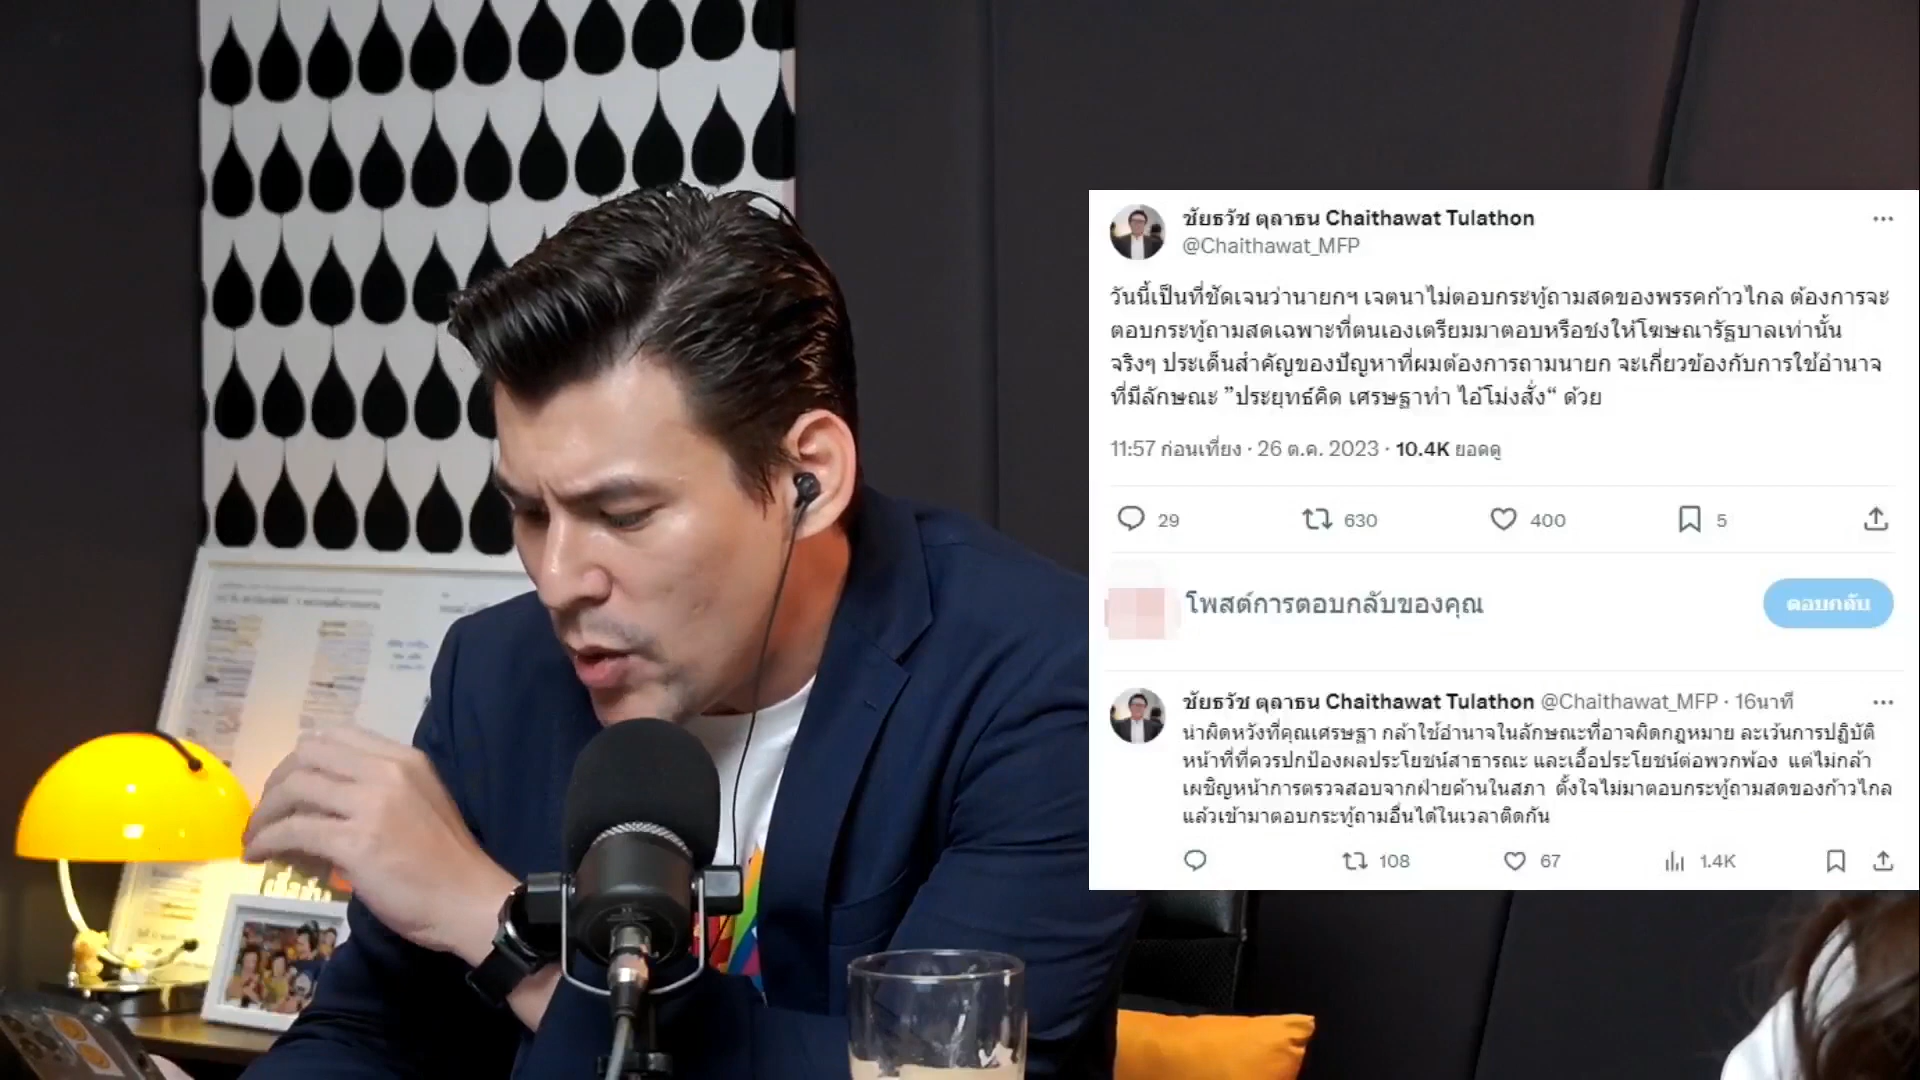 ชัยธวัช ตุลาธน Chaithawat Tulathon
@Chaithawat_MFP
วันนี้เป็นที่ชัดเจนว่านายกฯ เจตนาไม่ตอบกระทู้ถามสดของพรรคก้าวไกล ต้องการจะ
ตอบกระทู้ถามสดเฉพาะที่ตนเองเตรียมมาตอบหรือชงให้โฆษณารัฐบาลเท่านั้น
จริงๆ ประเด็นสำคัญของปัญหาที่ผมต้องการถามนายก จะเกี่ยวข้องกับการใช้อำนาจ
ที่มีลักษณะ ”ประยุทธ์คิด เศรษฐาทำ ไอ้โม่งสั่ง“ ด้วย
11:57 ก่อนเที่ยง · 26 ต.ค. 2023 · 10.4K ยอดดู
29 630 400 5
โพสต์การตอบกลับของคุณ
ตอบกลับ
ชัยธวัช ตุลาธน Chaithawat Tulathon @Chaithawat_MFP · 16นาที
น่าผิดหวังที่คุณเศรษฐา กล้าใช้อำนาจในลักษณะที่อาจผิดกฎหมาย ละเว้นการปฏิบัติ
หน้าที่ที่ควรปกป้องผลประโยชน์สาธารณะ และเอื้อประโยชน์ต่อพวกพ้อง แต่ไม่กล้า
เผชิญหน้าการตรวจสอบจากฝ่ายค้านในสภา ตั้งใจไม่มาตอบกระทู้ถามสดของก้าวไกล
แล้วเข้ามาตอบกระทู้ถามอื่นได้ในเวลาติดกัน
108 67 1.4K